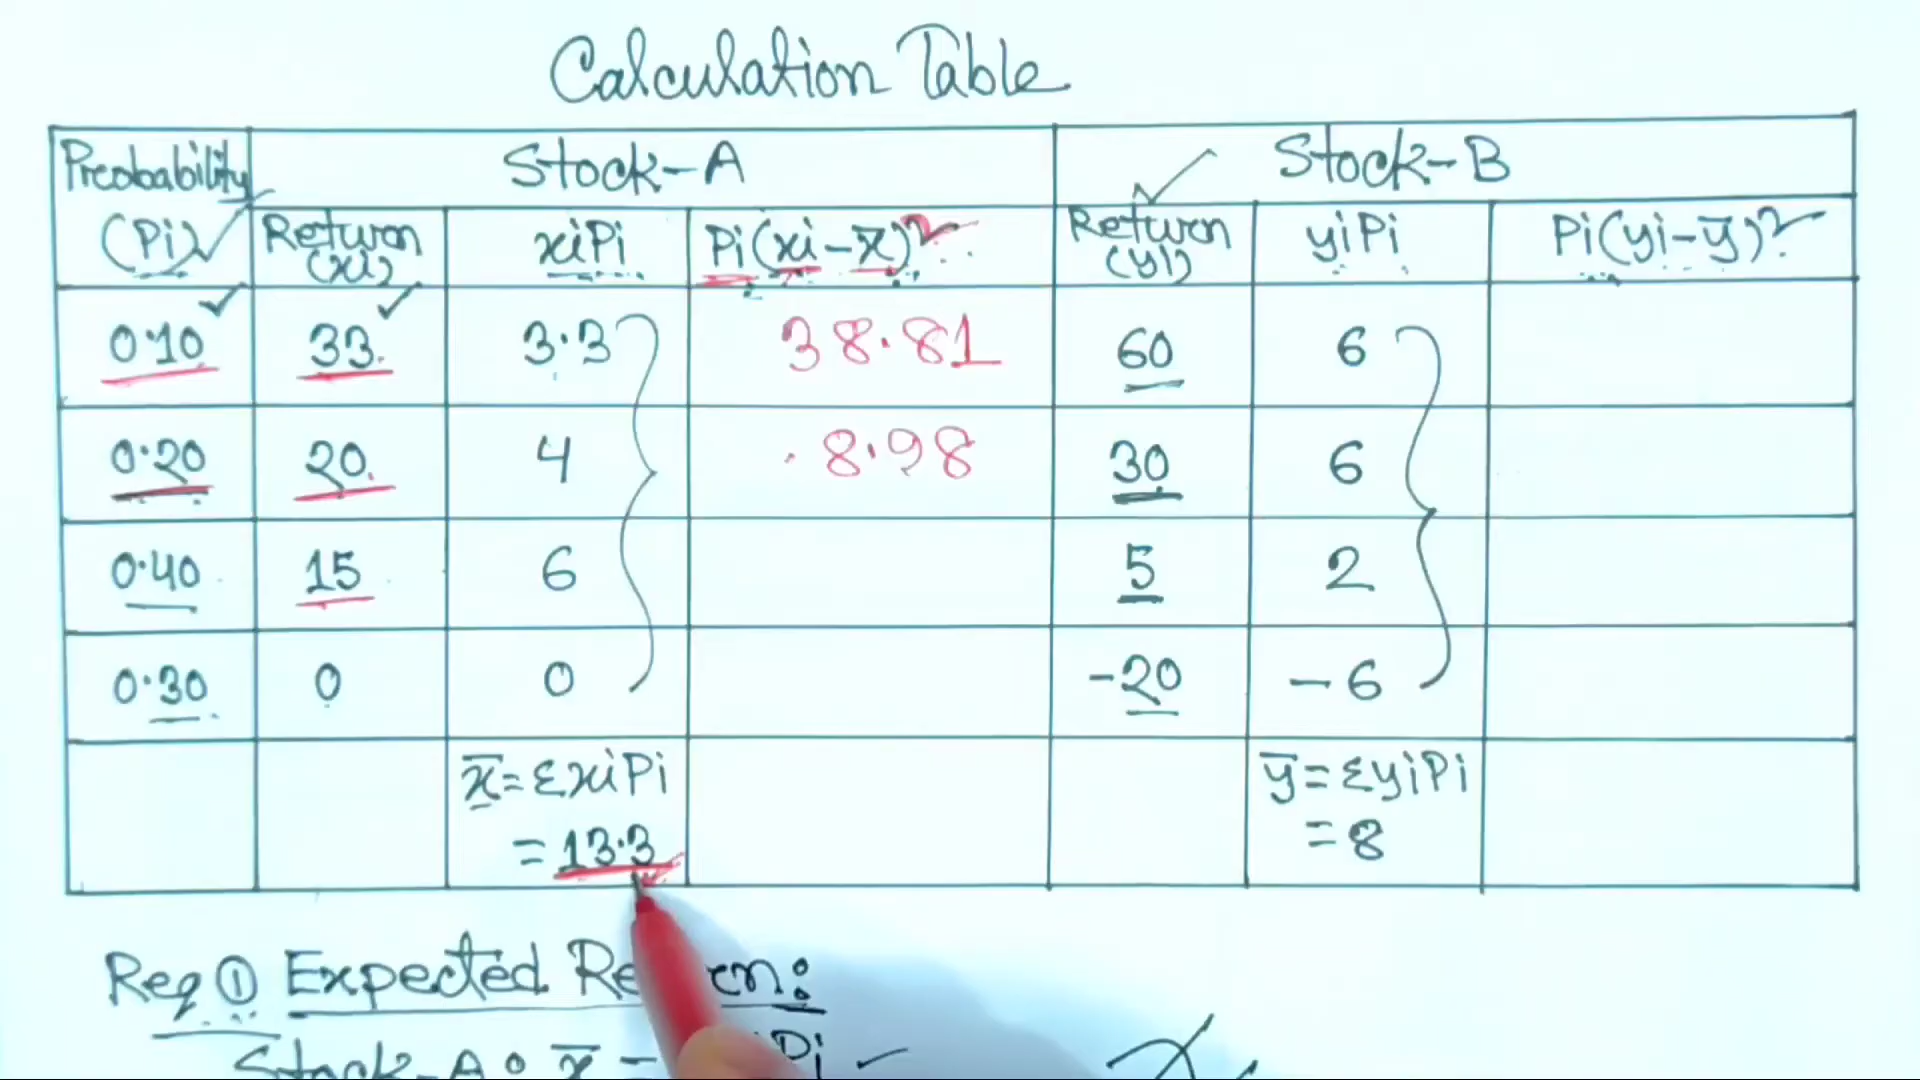 Calculation Table
Probability Stock-A Stock-B
(Pi) Return (xi) xiPi Pi(xi-x̅)² Return (yi) yiPi Pi(yi-y̅)²
0.10 33 3.3 38.81 60 6
0.20 20 4 8.98 30 6
0.40 15 6 5 2
0.30 0 0 -20 -6
x̅ = ΣxiPi y̅ = ΣyiPi
= 13.3 = 8
Req ① Expected
Stock-A